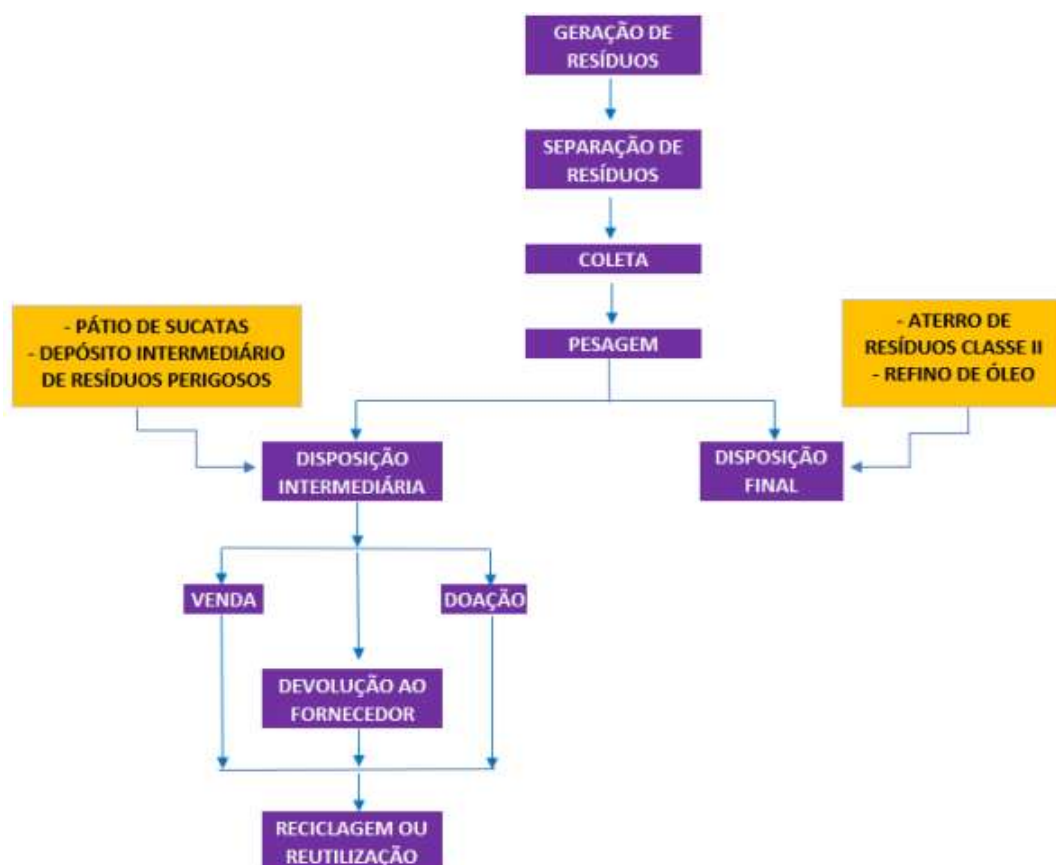 GERAÇÃO DE
RESÍDUOS
SEPARAÇÃO DE
RESÍDUOS
COLETA
PESAGEM
- PÁTIO DE SUCATAS
- DEPÓSITO INTERMEDIÁRIO
DE RESÍDUOS PERIGOSOS
- ATERRO DE
RESÍDUOS CLASSE II
- REFINO DE ÓLEO
DISPOSIÇÃO
INTERMEDIÁRIA
DISPOSIÇÃO
FINAL
VENDA
DOAÇÃO
DEVOLUÇÃO AO
FORNECEDOR
RECICLAGEM OU
REUTILIZAÇÃO